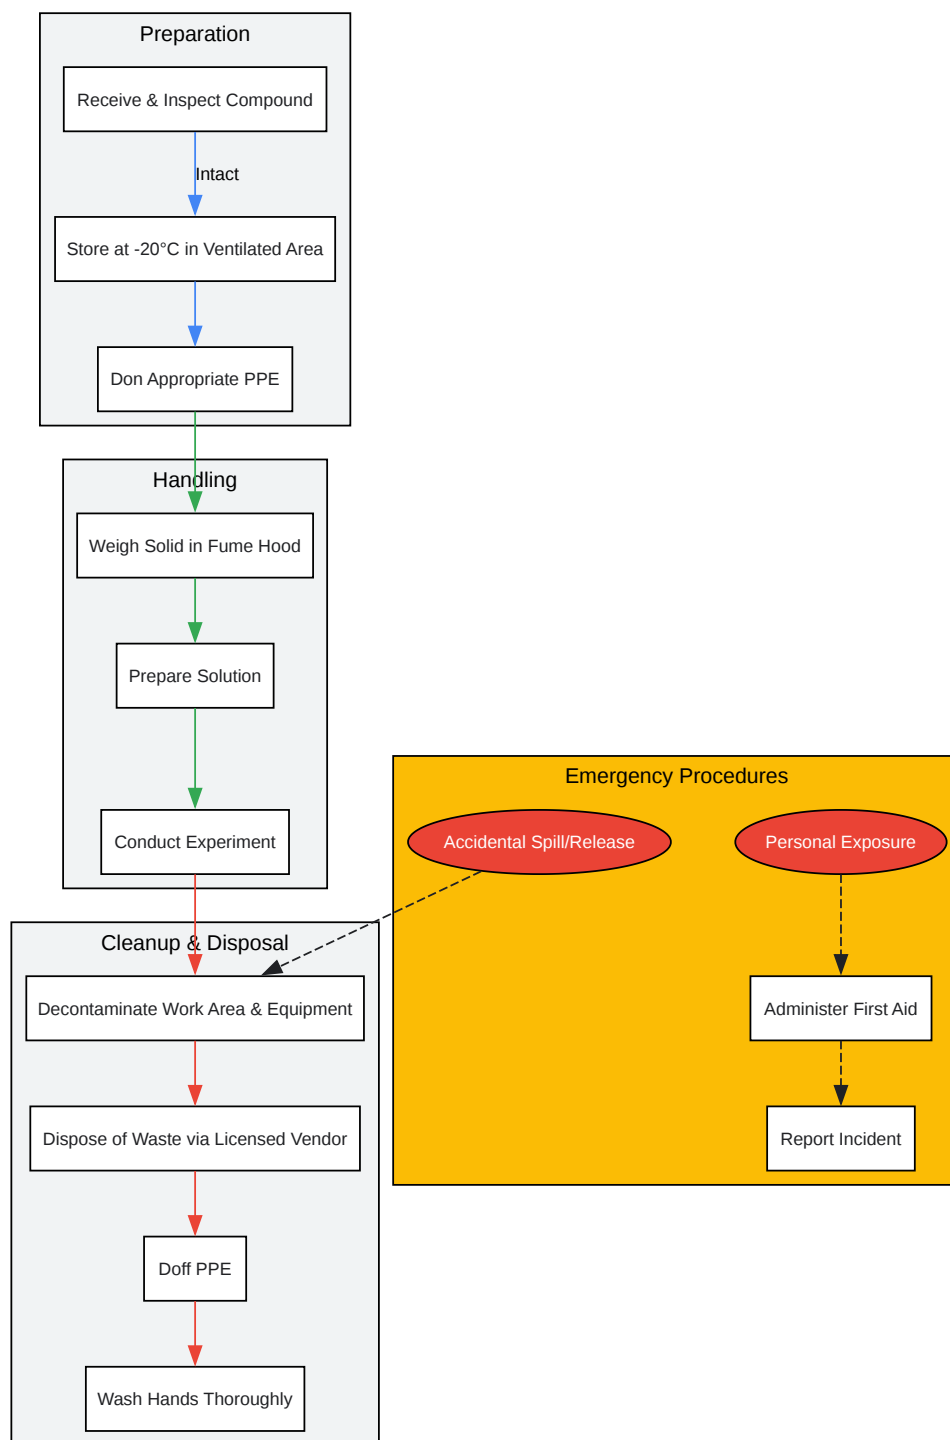 Preparation
Receive & Inspect Compound
Intact
Store at -20°C in Ventilated Area
Don Appropriate PPE
Handling
Weigh Solid in Fume Hood
Prepare Solution
Conduct Experiment
Emergency Procedures
Accidental Spill/Release
Personal Exposure
Administer First Aid
Report Incident
Cleanup & Disposal
Decontaminate Work Area & Equipment
Dispose of Waste via Licensed Vendor
Doff PPE
Wash Hands Thoroughly